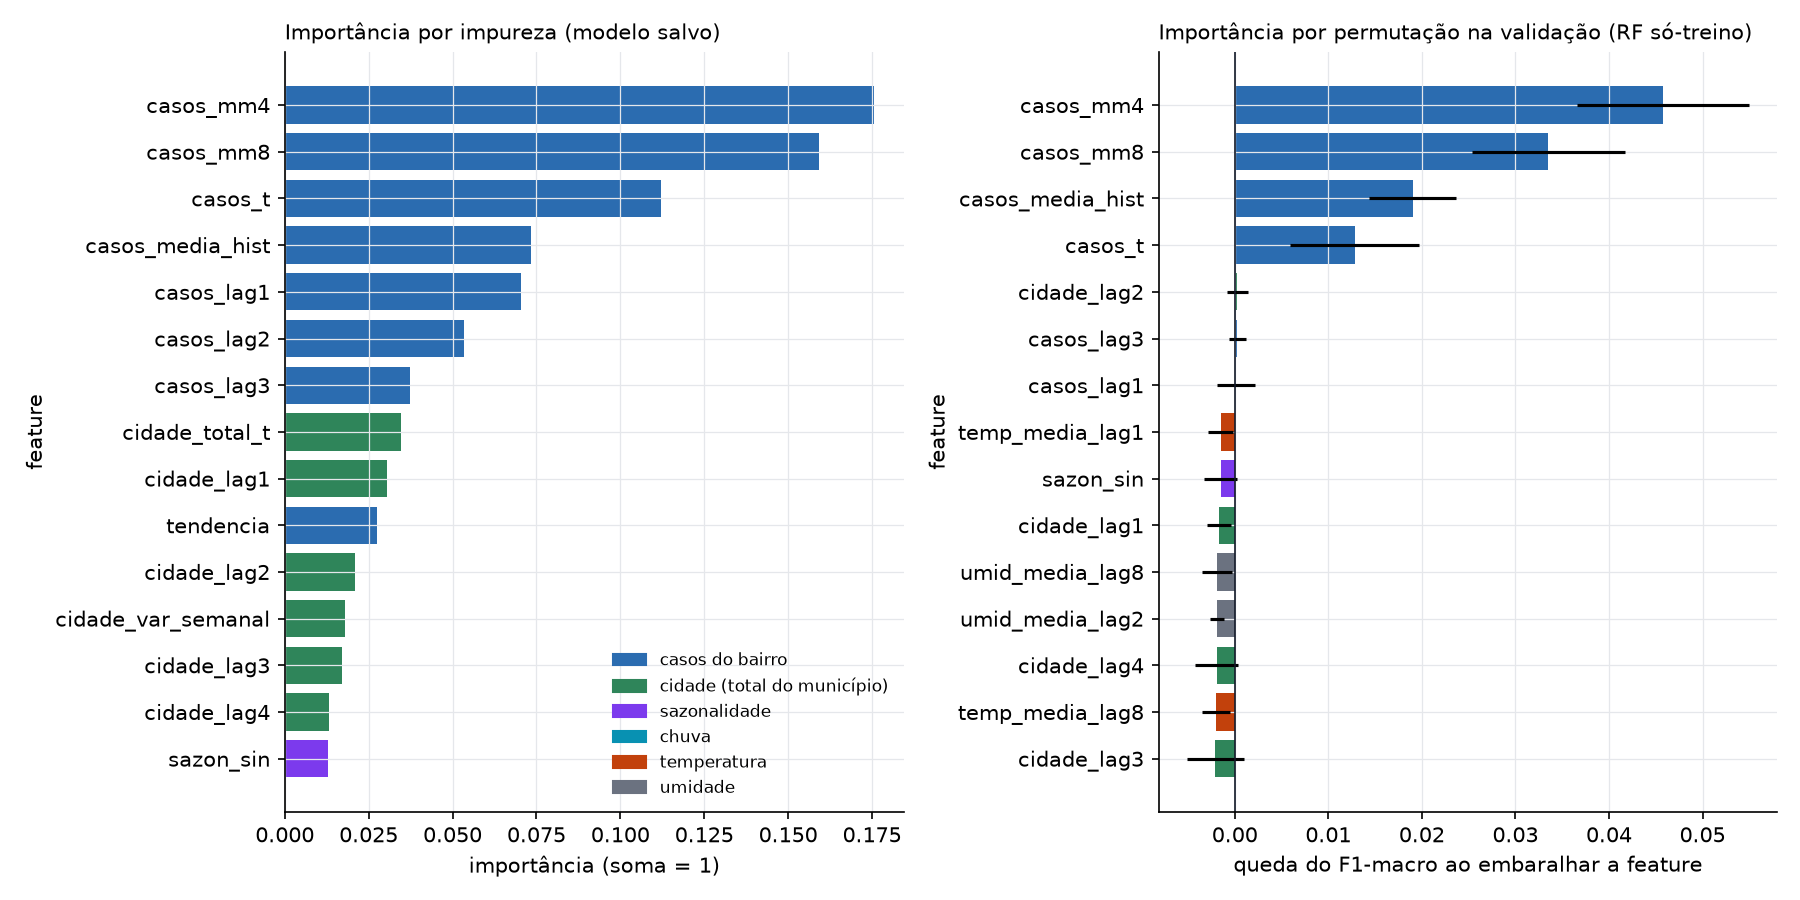 Importância por impureza (modelo salvo)
feature
casos_mm4
casos_mm8
casos_t
casos_media_hist
casos_lag1
casos_lag2
casos_lag3
cidade_total_t
cidade_lag1
tendencia
cidade_lag2
cidade_var_semanal
cidade_lag3
cidade_lag4
sazon_sin
casos do bairro
cidade (total do município)
sazonalidade
chuva
temperatura
umidade
0.000 0.025 0.050 0.075 0.100 0.125 0.150 0.175
importância (soma = 1)
Importância por permutação na validação (RF só-treino)
feature
casos_mm4
casos_mm8
casos_media_hist
casos_t
cidade_lag2
casos_lag3
casos_lag1
temp_media_lag1
sazon_sin
cidade_lag1
umid_media_lag8
umid_media_lag2
cidade_lag4
temp_media_lag8
cidade_lag3
0.00 0.01 0.02 0.03 0.04 0.05
queda do F1-macro ao embaralhar a feature